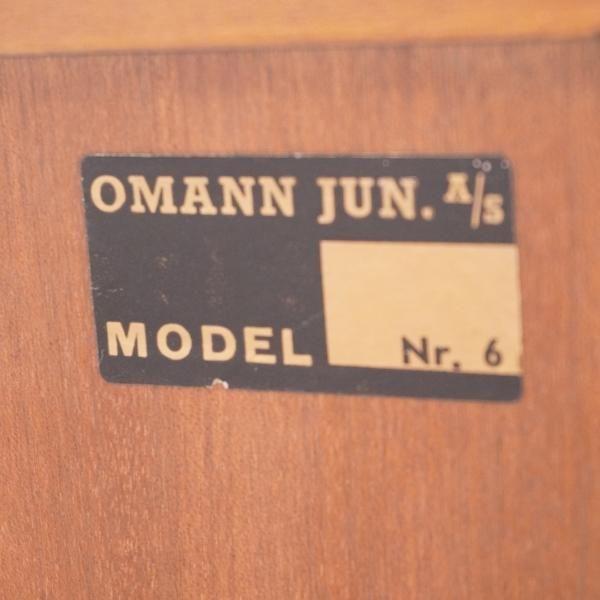 OMANN JUN. A/S
MODEL Nr. 6